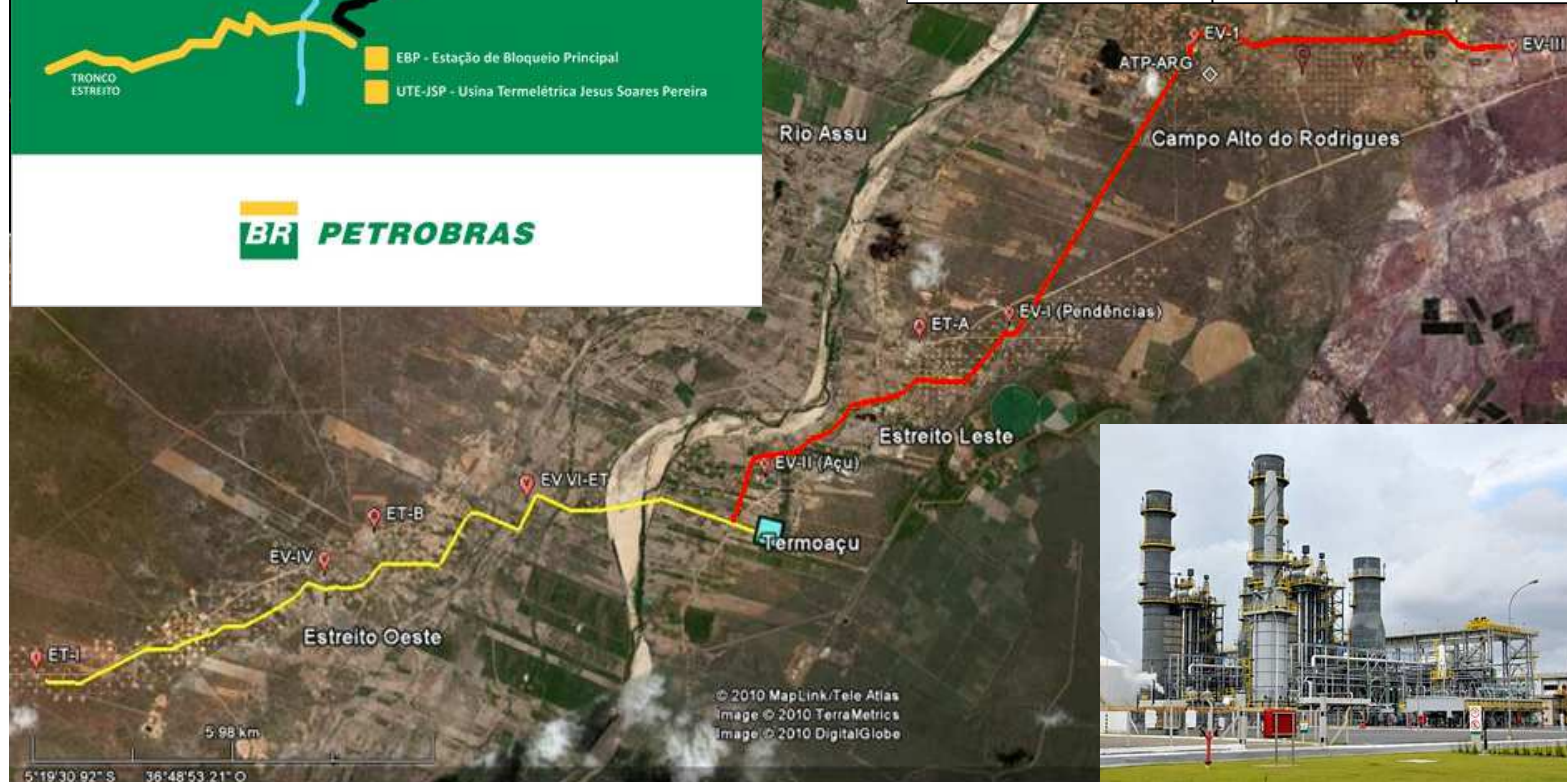 TRONCO
ESTREITO
EBP - Estação de Bloqueio Principal
UTE-JSP - Usina Termelétrica Jesus Soares Pereira
BR PETROBRAS
EV-1
EV-III
ATP-ARG
Rio Assu
Campo Alto do Rodrigues
ET-A
EV-I (Pendências)
Estreito Leste
EV-II (Açu)
EV VI-ET
ET-B
Termoaçu
EV-IV
Estreito Oeste
ET-I
© 2010 MapLink/Tele Atlas
Image © 2010 TerraMetrics
Image © 2010 DigitalGlobe
5.98 km
5°19'30.92" S 36°48'53.21" O